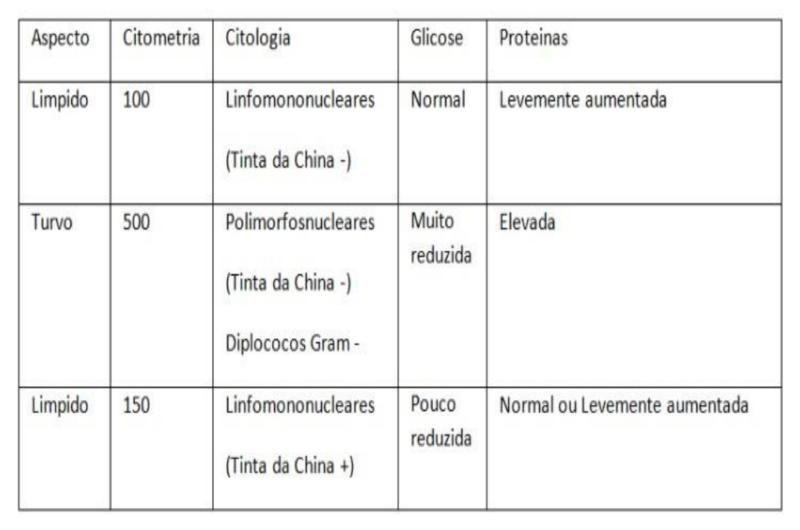 Aspecto Citometria Citologia Glicose Proteinas
Limpido 100 Linfomononucleares Normal Levemente aumentada
(Tinta da China -)
Turvo 500 Polimorfosnucleares Muito Elevada
reduzida
(Tinta da China -)
Diplococos Gram -
Limpido 150 Linfomononucleares Pouco Normal ou Levemente aumentada
reduzida
(Tinta da China +)